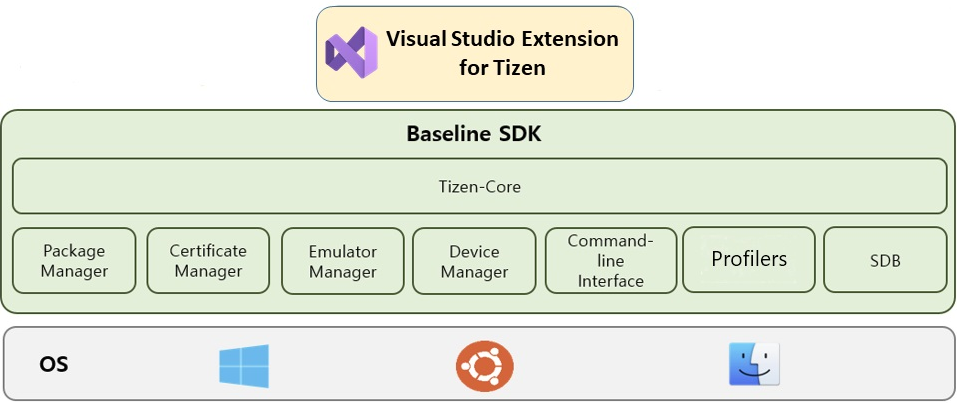 Visual Studio Extension
for Tizen
Baseline SDK
Tizen-Core
Package
Manager
Certificate
Manager
Emulator
Manager
Device
Manager
Command-
line
Interface
Profilers
SDB
OS